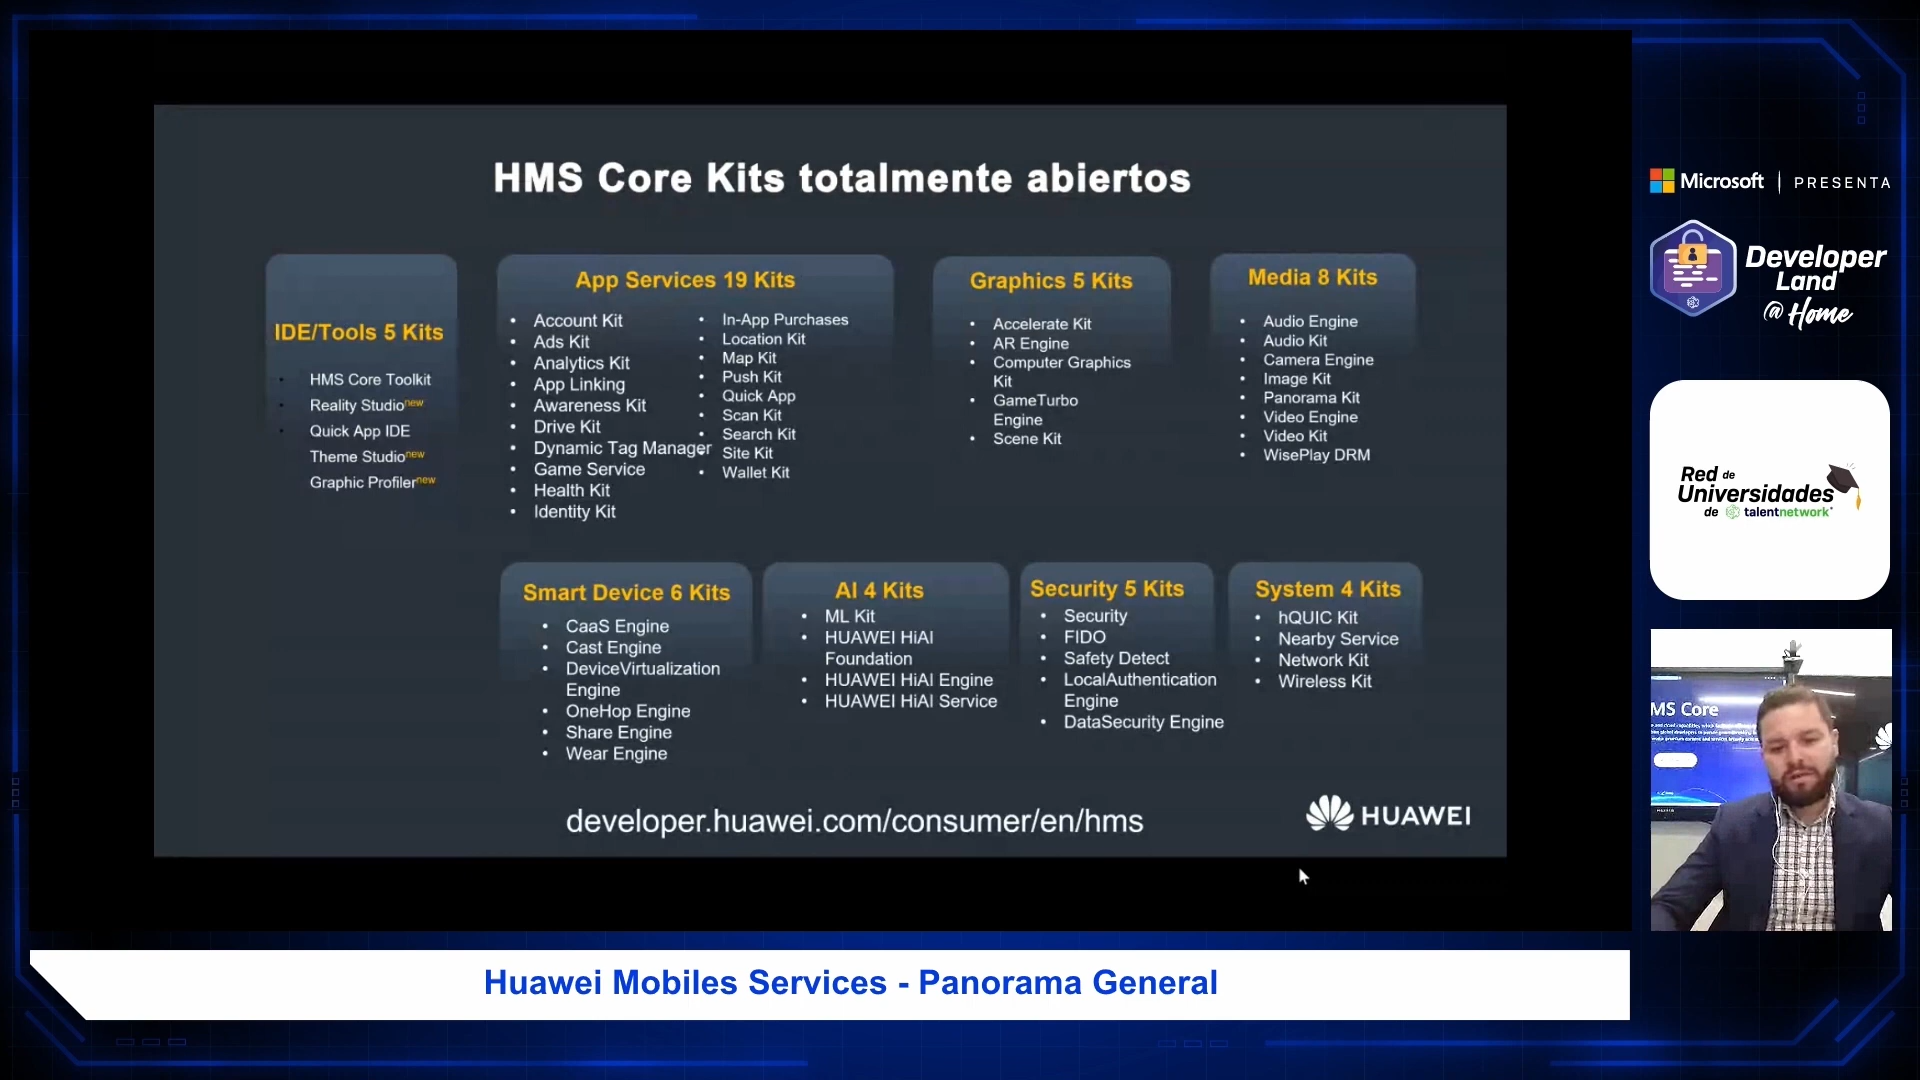 HMS Core Kits totalmente abiertos
IDE/Tools 5 Kits
HMS Core Toolkit
Reality Studio new
Quick App IDE
Theme Studio new
Graphic Profiler new
App Services 19 Kits
• Account Kit
• Ads Kit
• Analytics Kit
• App Linking
• Awareness Kit
• Drive Kit
• Dynamic Tag Manager
• Game Service
• Health Kit
• Identity Kit
• In-App Purchases
• Location Kit
• Map Kit
• Push Kit
• Quick App
• Scan Kit
• Search Kit
• Site Kit
• Wallet Kit
Graphics 5 Kits
• Accelerate Kit
• AR Engine
• Computer Graphics
Kit
• GameTurbo
Engine
• Scene Kit
Media 8 Kits
• Audio Engine
• Audio Kit
• Camera Engine
• Image Kit
• Panorama Kit
• Video Engine
• Video Kit
• WisePlay DRM
Smart Device 6 Kits
• CaaS Engine
• Cast Engine
• DeviceVirtualization
Engine
• OneHop Engine
• Share Engine
• Wear Engine
AI 4 Kits
• ML Kit
• HUAWEI HiAI
Foundation
• HUAWEI HiAI Engine
• HUAWEI HiAI Service
Security 5 Kits
• Security
• FIDO
• Safety Detect
• LocalAuthentication
Engine
• DataSecurity Engine
System 4 Kits
• hQUIC Kit
• Nearby Service
• Network Kit
• Wireless Kit
developer.huawei.com/consumer/en/hms
HUAWEI
Microsoft | PRESENTA
Developer
Land
@Home
Red de
Universidades
de talentnetwork
MS Core
Huawei Mobiles Services - Panorama General